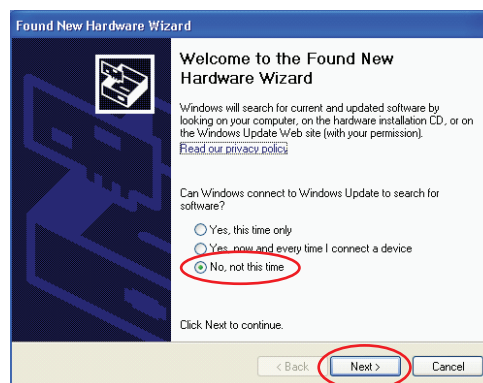 Found New Hardware Wizard
Welcome to the Found New
Hardware Wizard
Windows will search for current and updated software by
looking on your computer, on the hardware installation CD, or on
the Windows Update Web site (with your permission).
Read our privacy policy
Can Windows connect to Windows Update to search for
software?
Yes, this time only
Yes, now and every time I connect a device
No, not this time
Click Next to continue.
< Back
Next >
Cancel